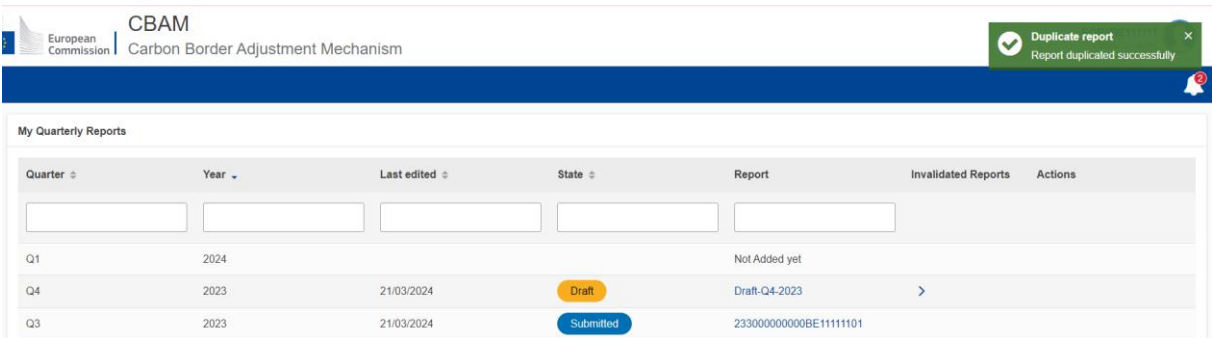 European
Commission
CBAM
Carbon Border Adjustment Mechanism
Duplicate report
Report duplicated successfully
2
My Quarterly Reports
Quarter Year Last edited State Report Invalidated Reports Actions
Q1 2024 Not Added yet
Q4 2023 21/03/2024 Draft Draft-Q4-2023
Q3 2023 21/03/2024 Submitted 233000000000BE11111101